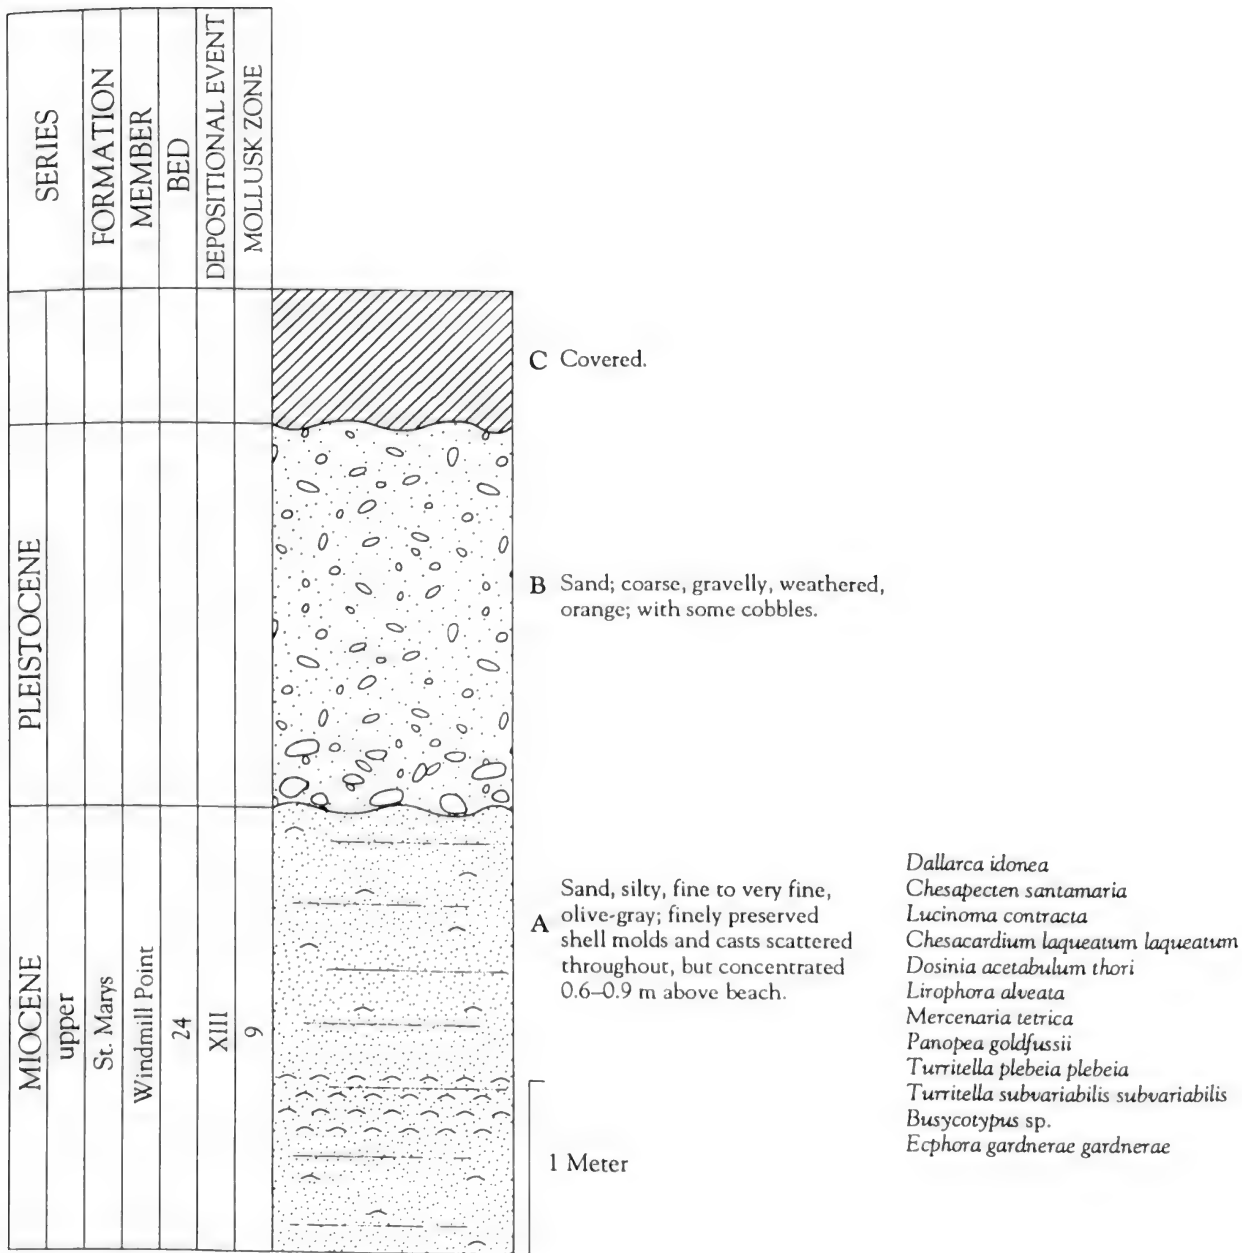 SERIES
FORMATION
MEMBER
BED
DEPOSITIONAL EVENT
MOLLUSK ZONE
C Covered.
PLEISTOCENE
B Sand; coarse, gravelly, weathered,
orange; with some cobbles.
MIOCENE
upper
St. Marys
Windmill Point
24
XIII
9
A Sand, silty, fine to very fine,
olive-gray; finely preserved
shell molds and casts scattered
throughout, but concentrated
0.6–0.9 m above beach.
Dallarca idonea
Chesapecten santamaria
Lucinoma contracta
Chesacardium laqueatum laqueatum
Dosinia acetabulum thori
Lirophora alveata
Mercenaria tetrica
Panopea goldfussii
Turritella plebeia plebeia
Turritella subvariabilis subvariabilis
Busycotypus sp.
Ecphora gardnerae gardnerae
1 Meter